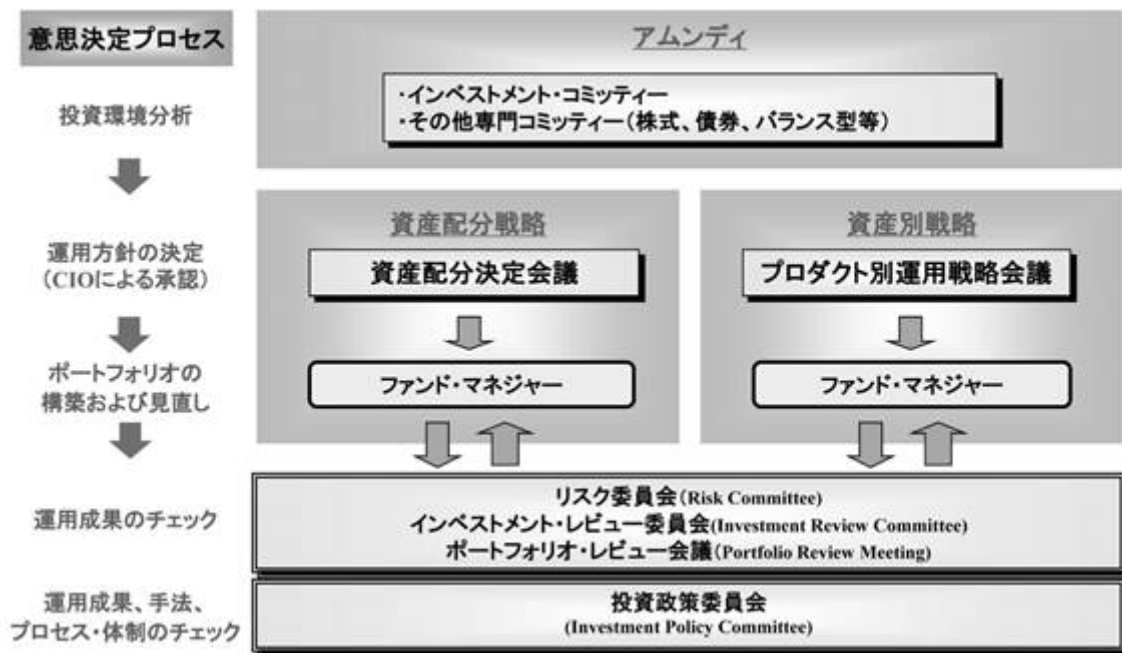 意思決定プロセス
アムンディ
投資環境分析
・インベストメント・コミッティー
・その他専門コミッティー(株式、債券、バランス型等)
運用方針の決定
(CIOによる承認)
資産配分戦略
資産配分決定会議
資産別戦略
プロダクト別運用戦略会議
ポートフォリオの
構築および見直し
ファンド・マネジャー
ファンド・マネジャー
運用成果のチェック
リスク委員会(Risk Committee)
インベストメント・レビュー委員会(Investment Review Committee)
ポートフォリオ・レビュー会議(Portfolio Review Meeting)
運用成果、手法、
プロセス・体制のチェック
投資政策委員会
(Investment Policy Committee)